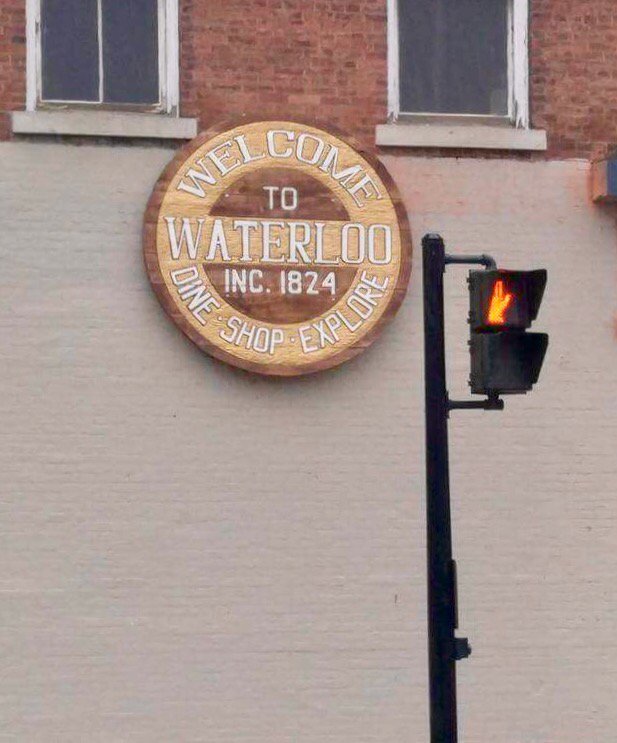 WELCOME
TO
WATERLOO
INC. 1824
DINE · SHOP · EXPLORE